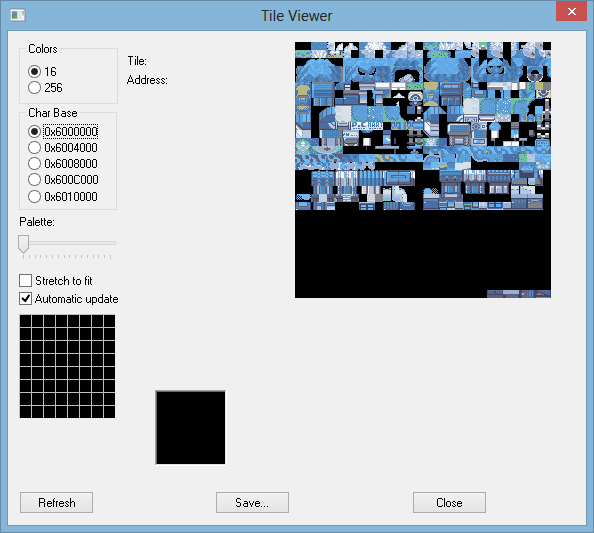 Tile Viewer
Colors
16
256
Char Base
0x6000000
0x6004000
0x6008000
0x600C000
0x6010000
Palette:
Stretch to fit
Automatic update
Tile:
Address:
Refresh
Save...
Close